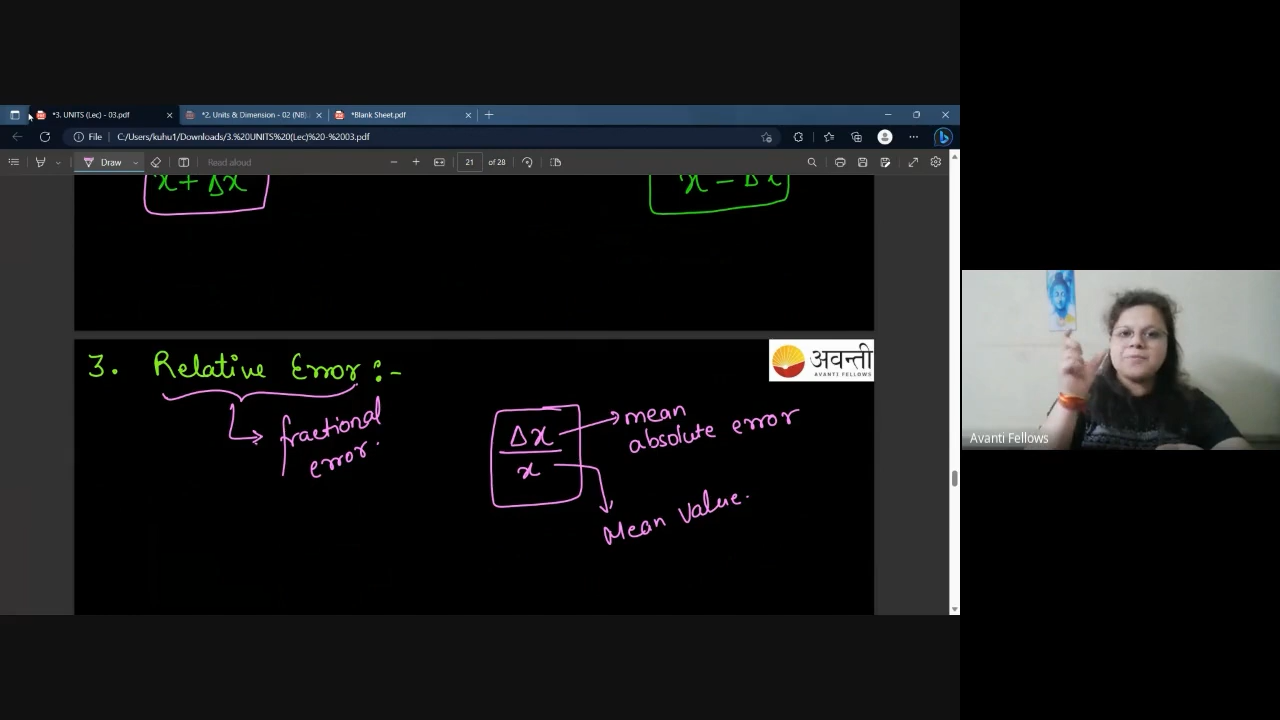 *3. UNITS (Lec) - 03.pdf
*2. Units & Dimension - 02 (NB).
*Blank Sheet.pdf
File
C:/Users/kuhu1/Downloads/3.%20UNITS%20(Lec)%20-%2003.pdf
Draw
Read aloud
21 of 28
x + Δx
x - Δx
3. Relative Error :-
अवन्ती
AVANTI FELLOWS
fractional
error.
Δx
x
mean
absolute error
Mean Value.
Avanti Fellows